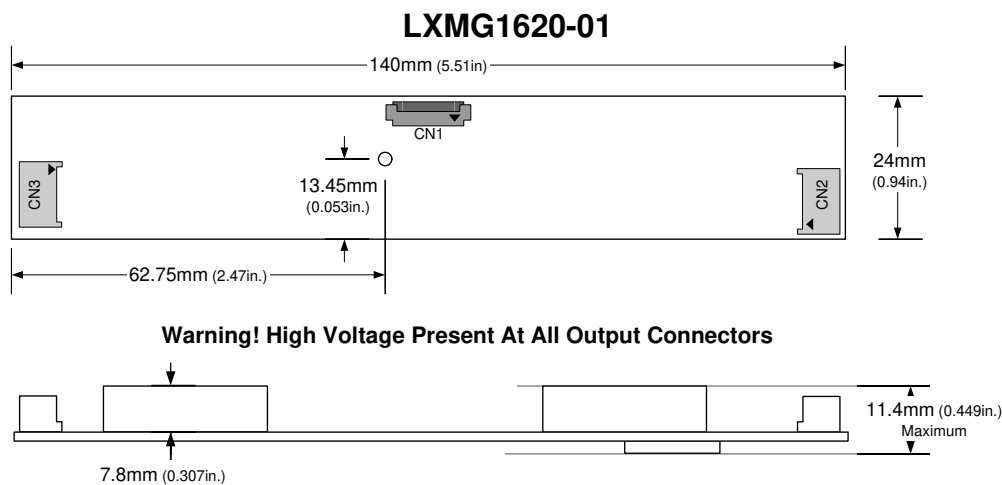 LXMG1620-01
140mm (5.51in)
CN1
CN3
13.45mm
(0.053in.)
CN2
24mm
(0.94in.)
62.75mm (2.47in.)
Warning! High Voltage Present At All Output Connectors
11.4mm (0.449in.)
Maximum
7.8mm (0.307in.)